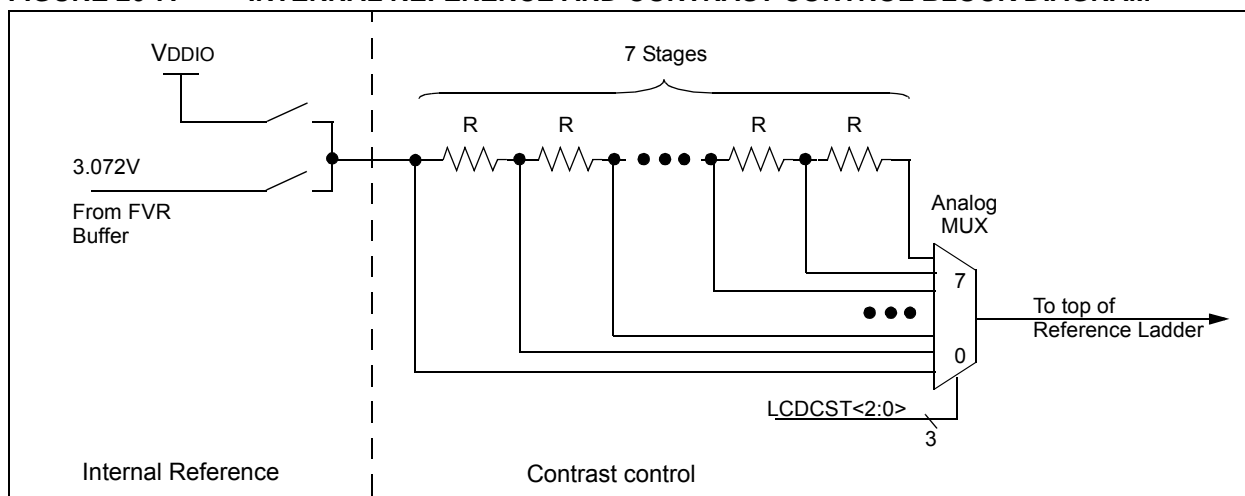 VDDIO
7 Stages
R R R R
3.072V
From FVR
Buffer
Analog
MUX
7
To top of
Reference Ladder
0
LCDCST<2:0>
3
Internal Reference
Contrast control